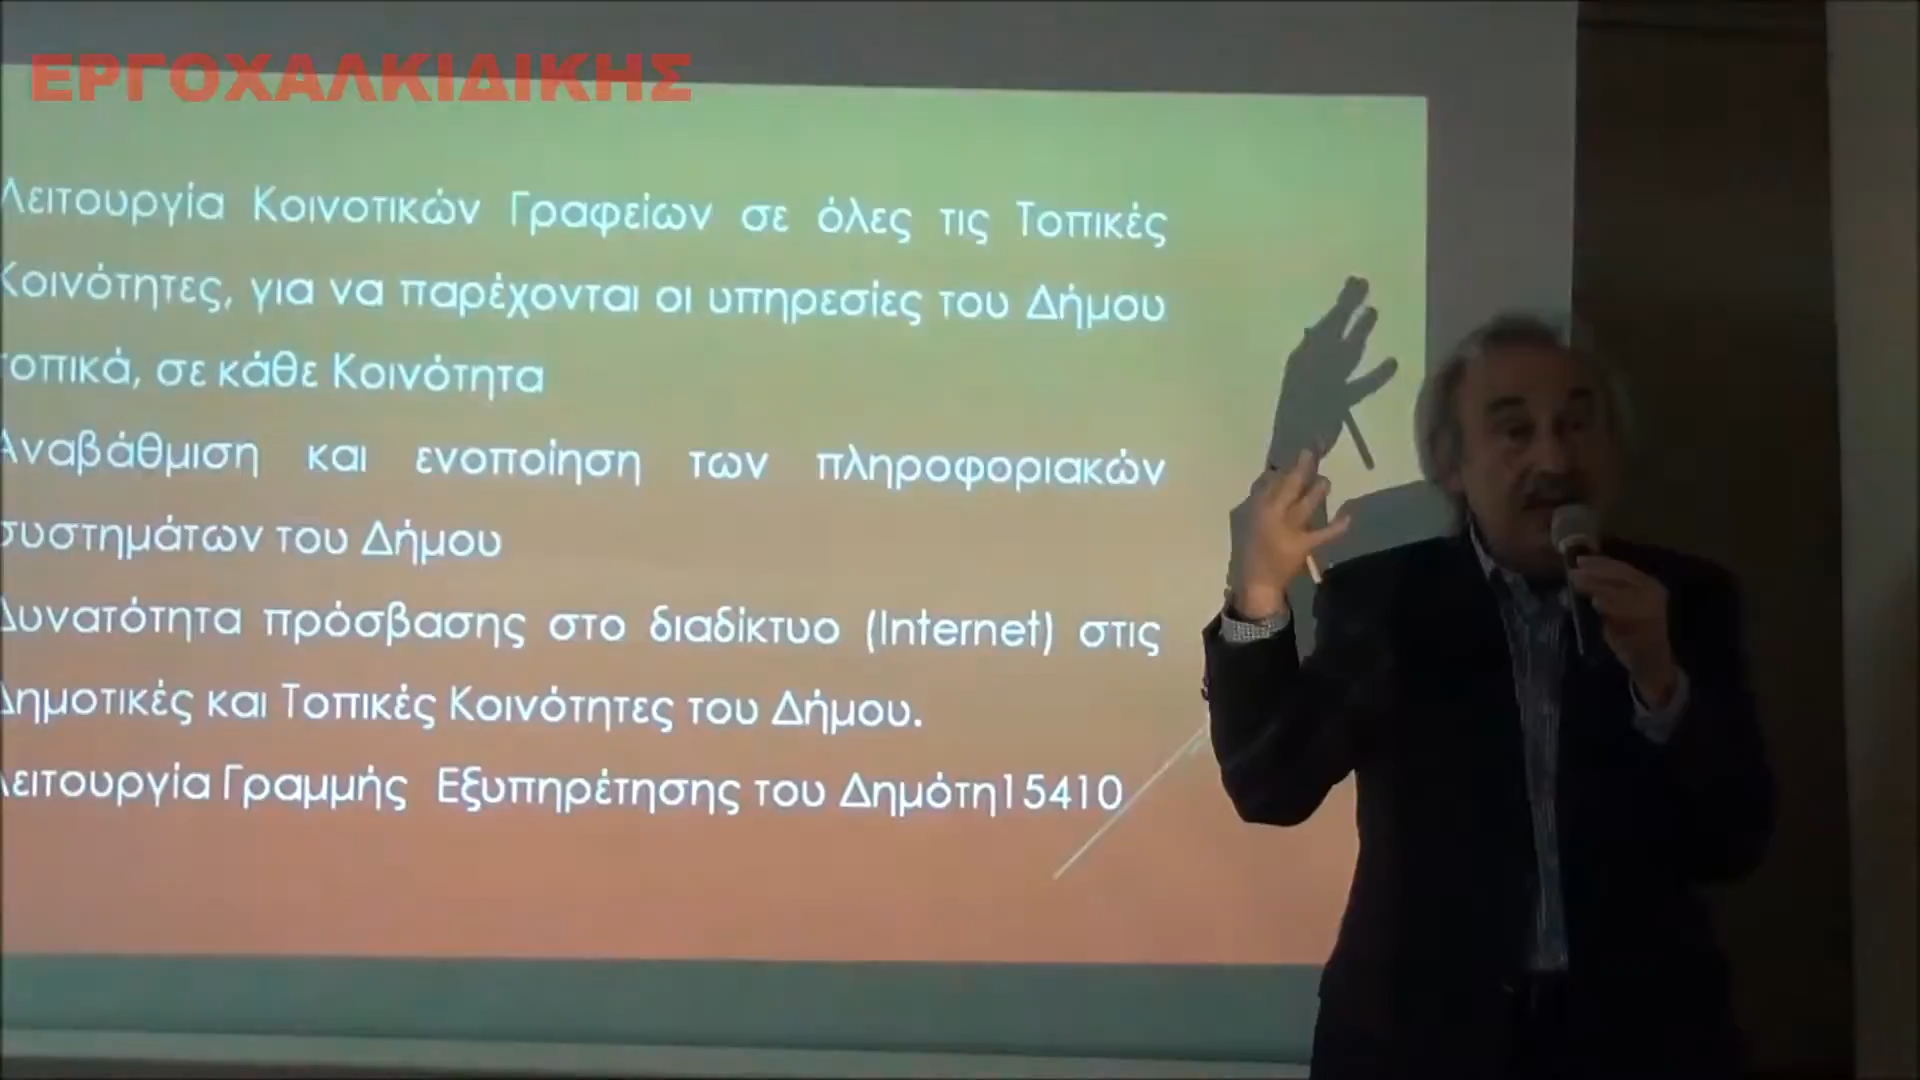 ΕΡΓΟΧΑΛΚΙΔΙΚΗΣ
Λειτουργία Κοινοτικών Γραφείων σε όλες τις Τοπικές
Κοινότητες, για να παρέχονται οι υπηρεσίες του Δήμου
τοπικά, σε κάθε Κοινότητα
Αναβάθμιση και ενοποίηση των πληροφοριακών
συστημάτων του Δήμου
Δυνατότητα πρόσβασης στο διαδίκτυο (Internet) στις
Δημοτικές και Τοπικές Κοινότητες του Δήμου.
Λειτουργία Γραμμής Εξυπηρέτησης του Δημότη15410